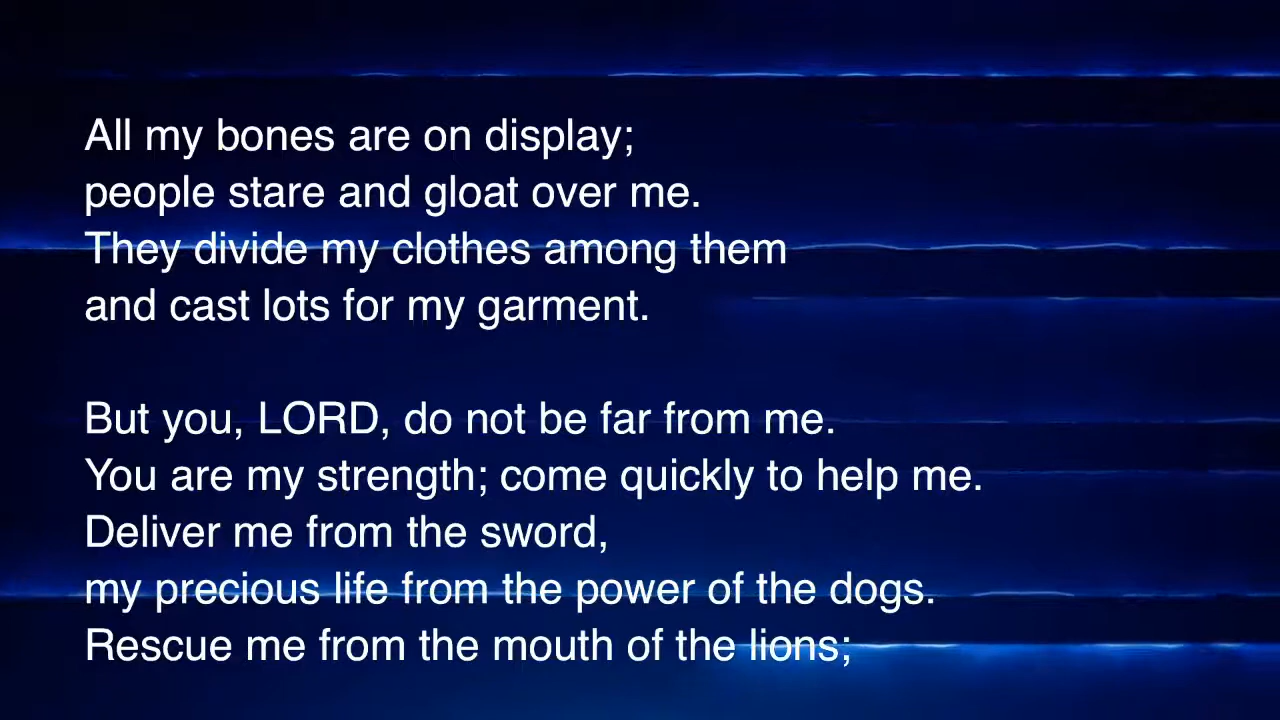 All my bones are on display;
people stare and gloat over me.
They divide my clothes among them
and cast lots for my garment.
But you, LORD, do not be far from me.
You are my strength; come quickly to help me.
Deliver me from the sword,
my precious life from the power of the dogs.
Rescue me from the mouth of the lions;